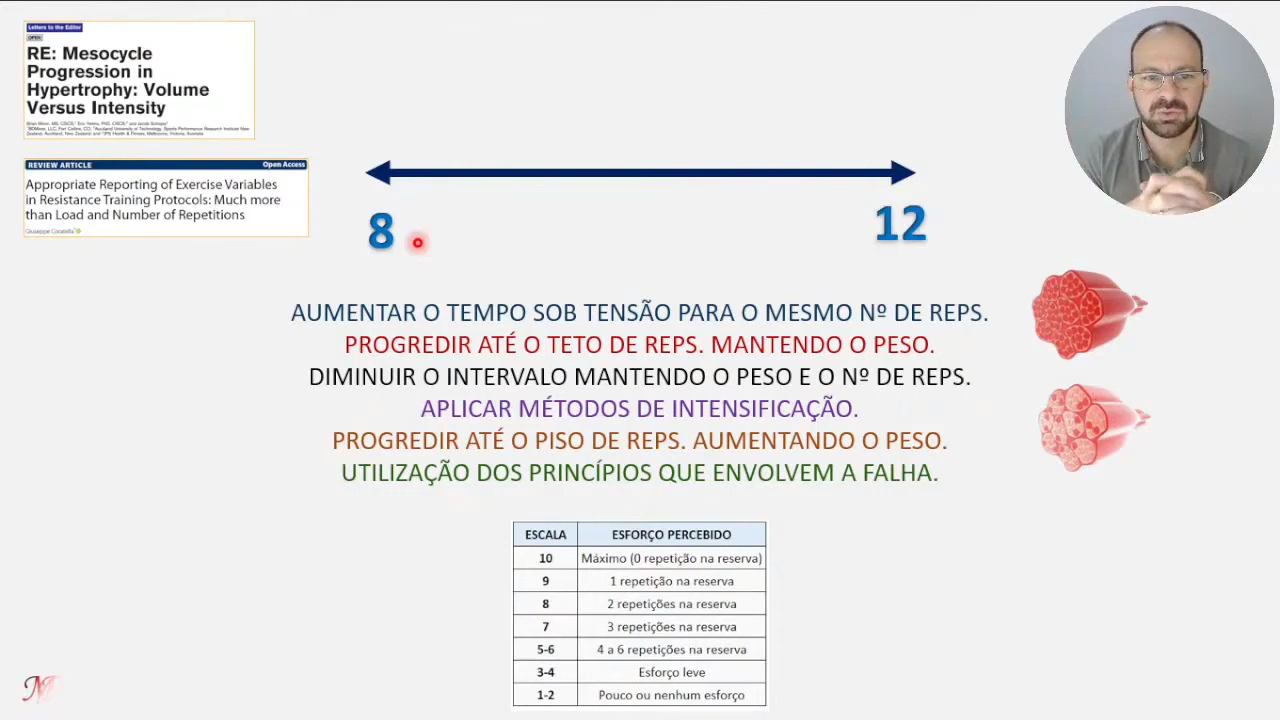 Letters to the Editor
OPEN
RE: Mesocycle
Progression in
Hypertrophy: Volume
Versus Intensity
REVIEW ARTICLE Open Access
Appropriate Reporting of Exercise Variables
in Resistance Training Protocols: Much more
than Load and Number of Repetitions
Giuseppe Coratella
8
12
AUMENTAR O TEMPO SOB TENSÃO PARA O MESMO Nº DE REPS.
PROGREDIR ATÉ O TETO DE REPS. MANTENDO O PESO.
DIMINUIR O INTERVALO MANTENDO O PESO E O Nº DE REPS.
APLICAR MÉTODOS DE INTENSIFICAÇÃO.
PROGREDIR ATÉ O PISO DE REPS. AUMENTANDO O PESO.
UTILIZAÇÃO DOS PRINCÍPIOS QUE ENVOLVEM A FALHA.
ESCALA ESFORÇO PERCEBIDO
10 Máximo (0 repetição na reserva)
9 1 repetição na reserva
8 2 repetições na reserva
7 3 repetições na reserva
5-6 4 a 6 repetições na reserva
3-4 Esforço leve
1-2 Pouco ou nenhum esforço